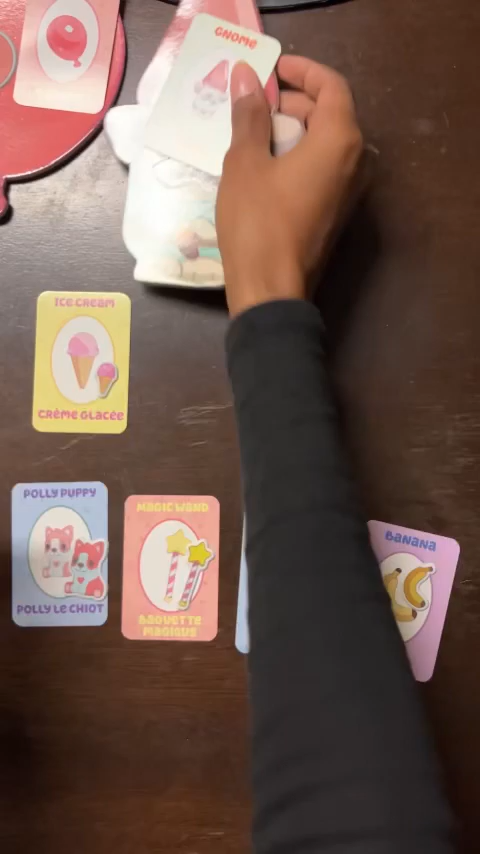 GNOME
ICE CREAM
CRÈME GLACÉE
POLLY PUPPY
POLLY LE CHIOT
MAGIC WAND
BAGUETTE
MAGIQUE
BANANA